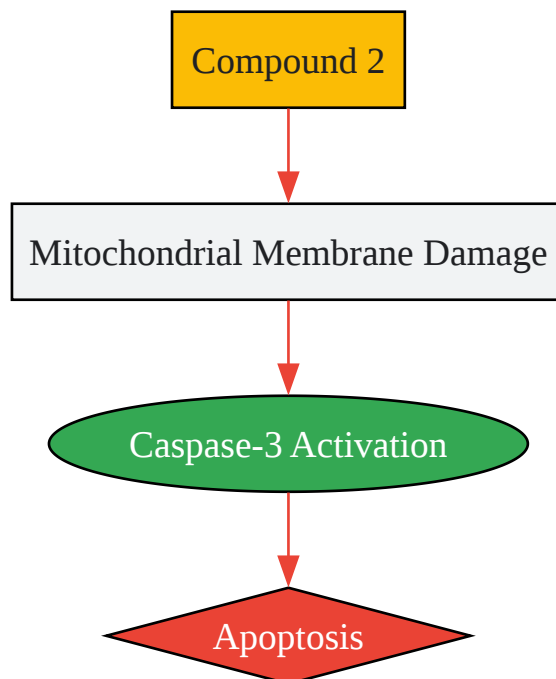 Compound 2
Mitochondrial Membrane Damage
Caspase-3 Activation
Apoptosis